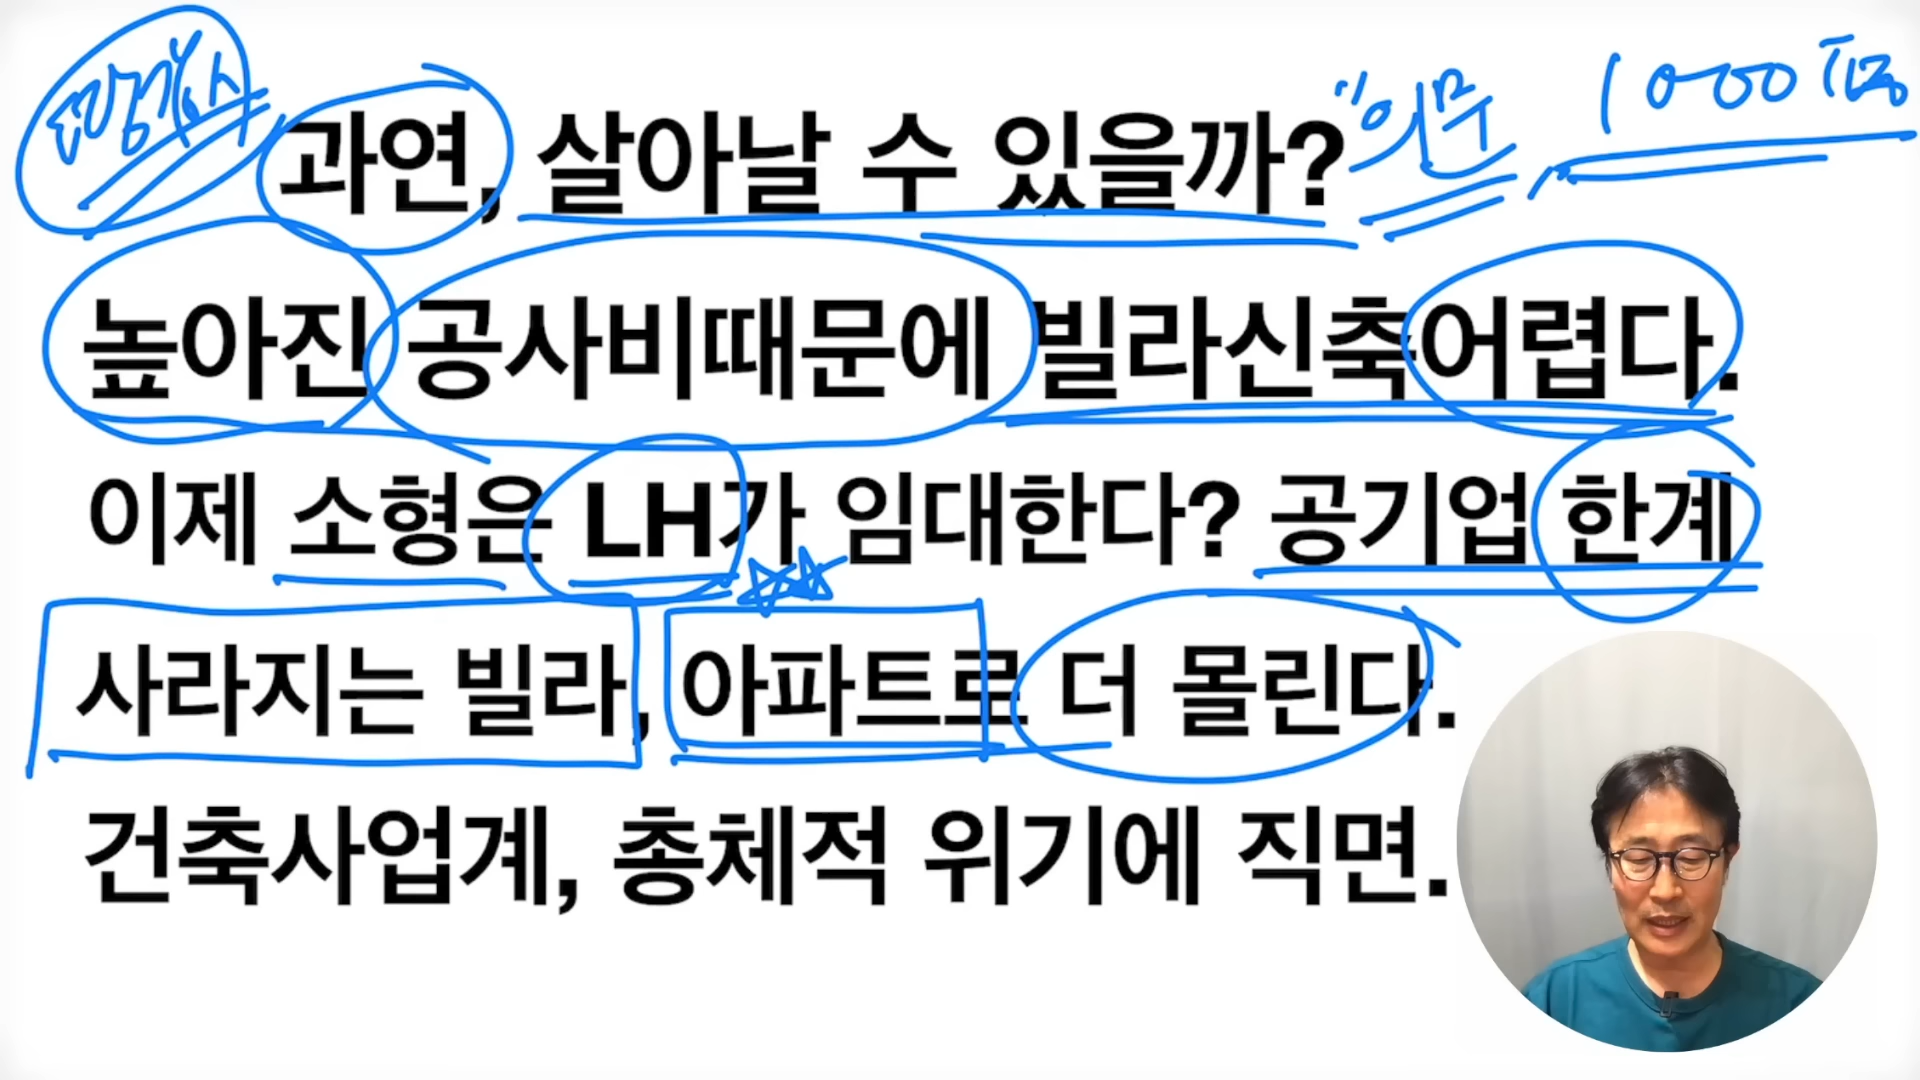 과연, 살아날 수 있을까? "의무 1000
높아진 공사비때문에 빌라신축어렵다.
이제 소형은 LH가 임대한다? 공기업 한계
사라지는 빌라, 아파트로 더 몰린다.
건축사업계, 총체적 위기에 직면.